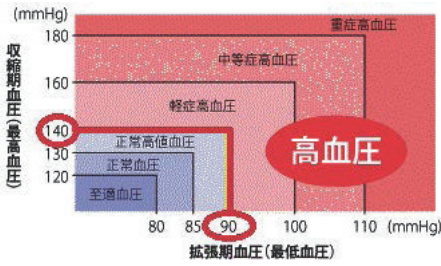 (mmHg)
収縮期血圧(最高血圧)
180
160
140
130
120
重症高血圧
中等症高血圧
軽症高血圧
正常高値血圧
正常血圧
至適血圧
高血圧
80 85 90 100 110 (mmHg)
拡張期血圧(最低血圧)